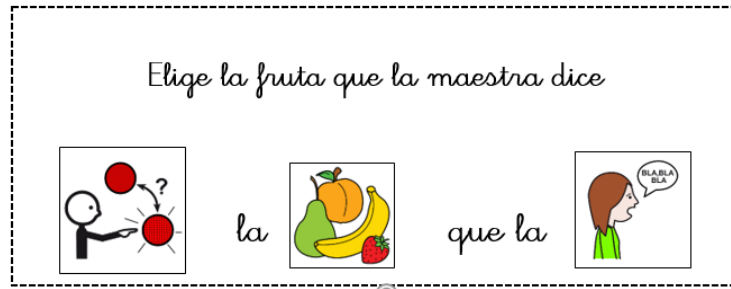 Elige la fruta que la maestra dice
?
BLA,BLA
BLA
la
que la